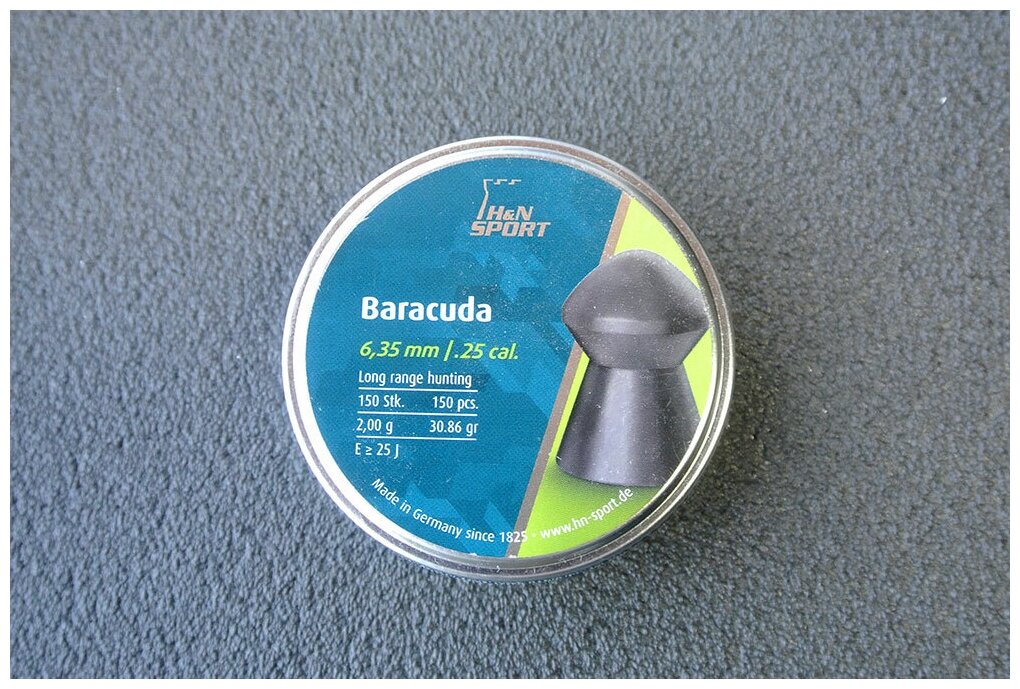 H&N
SPORT
Baracuda
6,35 mm | .25 cal.
Long range hunting
150 Stk. 150 pcs.
2,00 g 30.86 gr
E ≥ 25 J
Made in Germany since 1825 • www.hn-sport.de